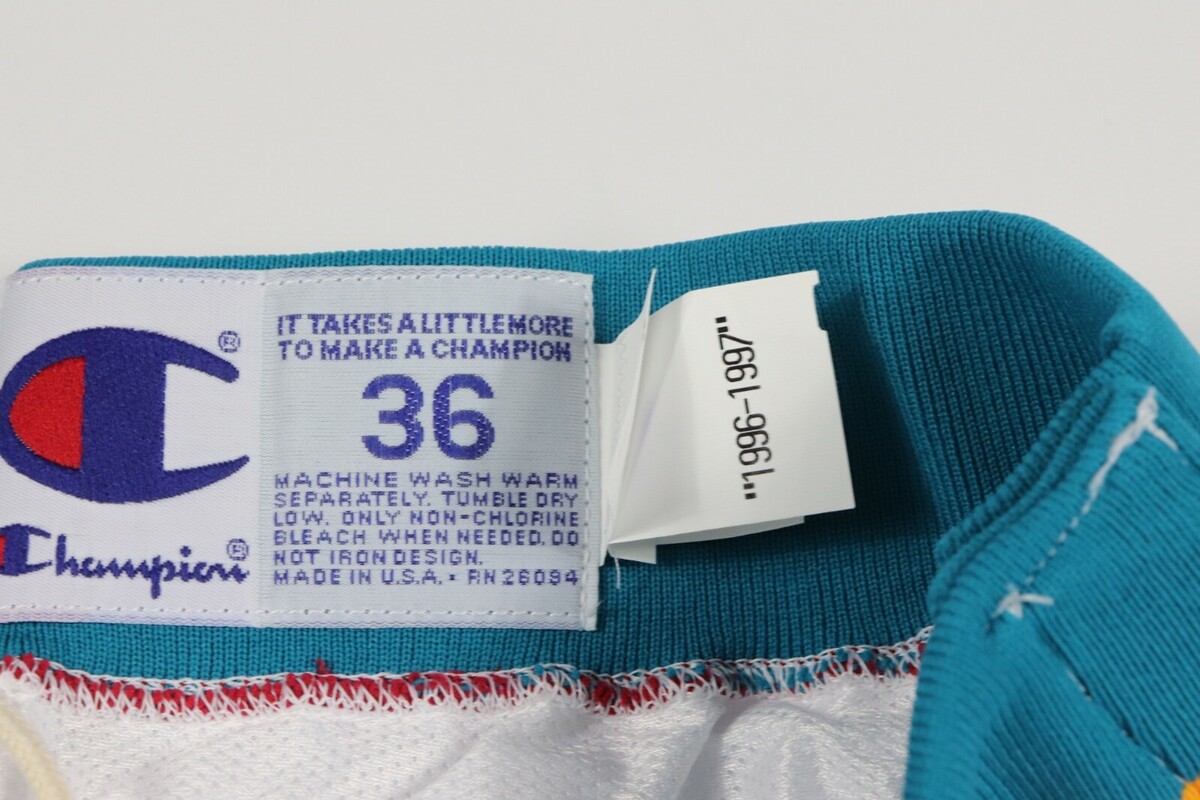 ®
Champion®
IT TAKES A LITTLE MORE
TO MAKE A CHAMPION
36
MACHINE WASH WARM
SEPARATELY. TUMBLE DRY
LOW. ONLY NON-CHLORINE
BLEACH WHEN NEEDED. DO
NOT IRON DESIGN.
MADE IN U.S.A. • RN 26094
"1996-1997"